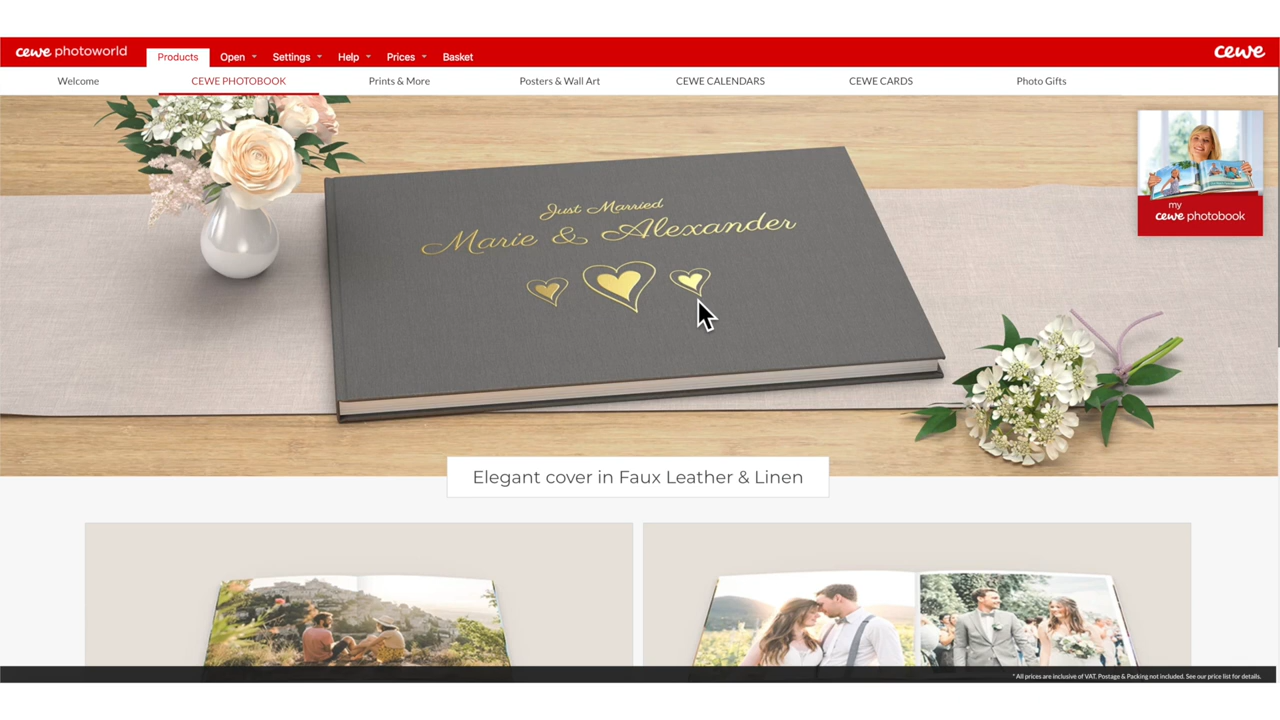 cewe photoworld
Products Open Settings Help Prices Basket
cewe
Welcome CEWE PHOTOBOOK Prints & More Posters & Wall Art CEWE CALENDARS CEWE CARDS Photo Gifts
Just Married
Marie & Alexander
my
cewe photobook
Elegant cover in Faux Leather & Linen
* All prices are inclusive of VAT. Postage & Packing not included. See our price list for details.